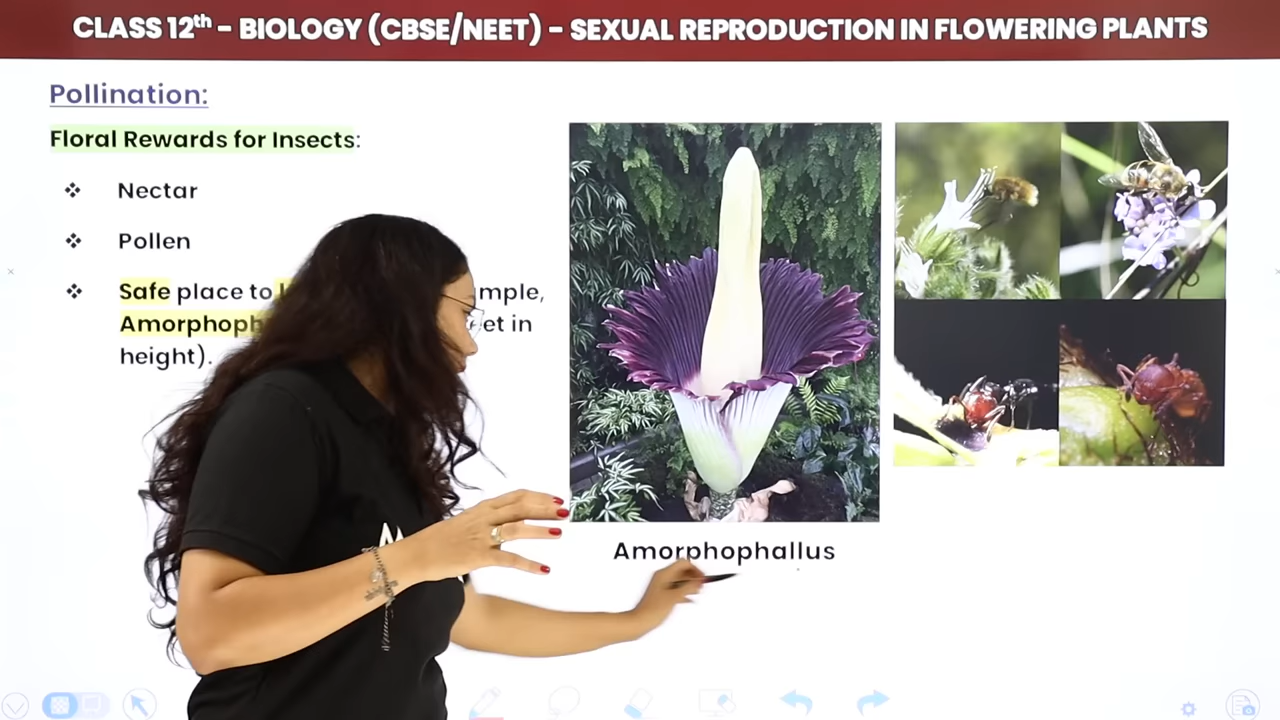 CLASS 12th – BIOLOGY (CBSE/NEET) – SEXUAL REPRODUCTION IN FLOWERING PLANTS
Pollination:
Floral Rewards for Insects:
❖ Nectar
❖ Pollen
❖ Safe place to
height).
Amorphophallus